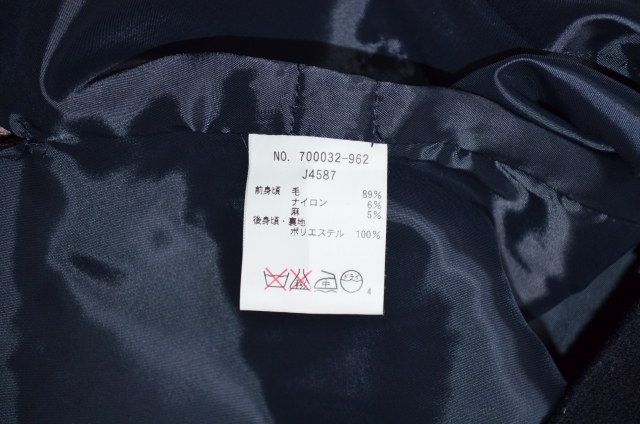 NO. 700032-962
J4587
前身頃 毛 89%
ナイロン 6%
麻 5%
後身頃・裏地
ポリエステル 100%
中 ドライ
4